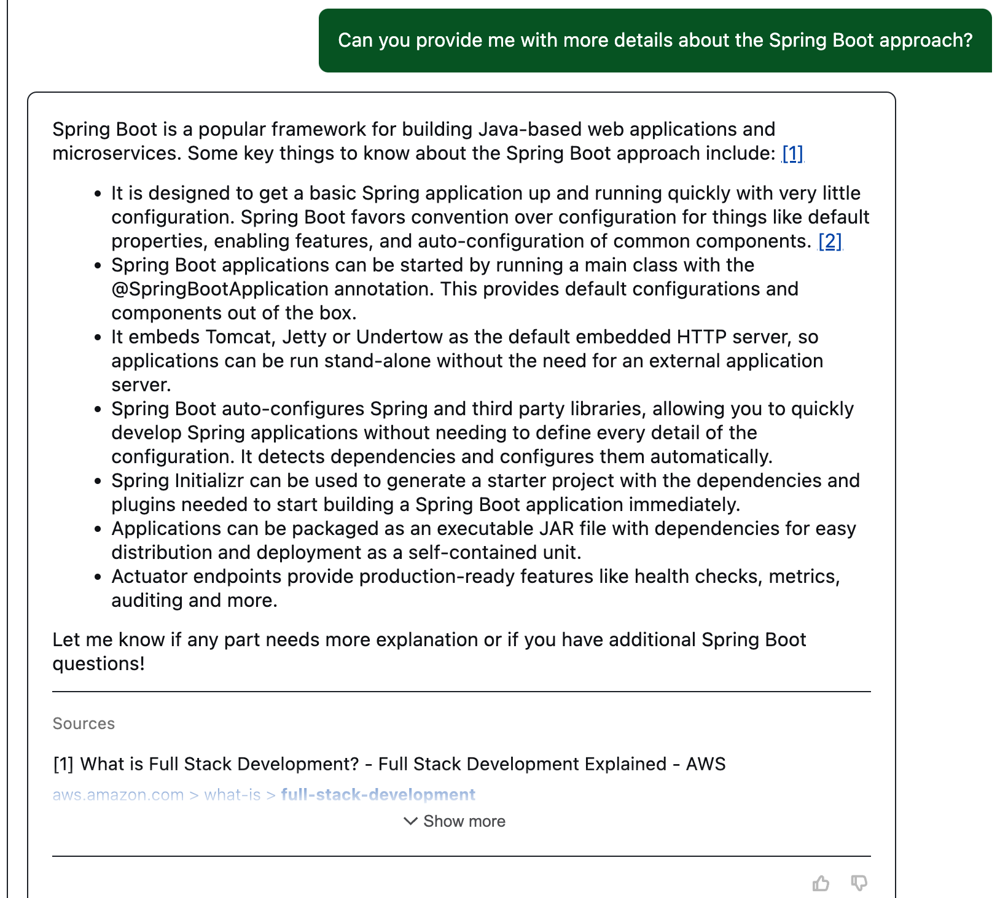 Can you provide me with more details about the Spring Boot approach?
Spring Boot is a popular framework for building Java-based web applications and
microservices. Some key things to know about the Spring Boot approach include: [1]
• It is designed to get a basic Spring application up and running quickly with very little
configuration. Spring Boot favors convention over configuration for things like default
properties, enabling features, and auto-configuration of common components. [2]
• Spring Boot applications can be started by running a main class with the
@SpringBootApplication annotation. This provides default configurations and
components out of the box.
• It embeds Tomcat, Jetty or Undertow as the default embedded HTTP server, so
applications can be run stand-alone without the need for an external application
server.
• Spring Boot auto-configures Spring and third party libraries, allowing you to quickly
develop Spring applications without needing to define every detail of the
configuration. It detects dependencies and configures them automatically.
• Spring Initializr can be used to generate a starter project with the dependencies and
plugins needed to start building a Spring Boot application immediately.
• Applications can be packaged as an executable JAR file with dependencies for easy
distribution and deployment as a self-contained unit.
• Actuator endpoints provide production-ready features like health checks, metrics,
auditing and more.
Let me know if any part needs more explanation or if you have additional Spring Boot
questions!
Sources
[1] What is Full Stack Development? - Full Stack Development Explained - AWS
aws.amazon.com > what-is > full-stack-development
Show more